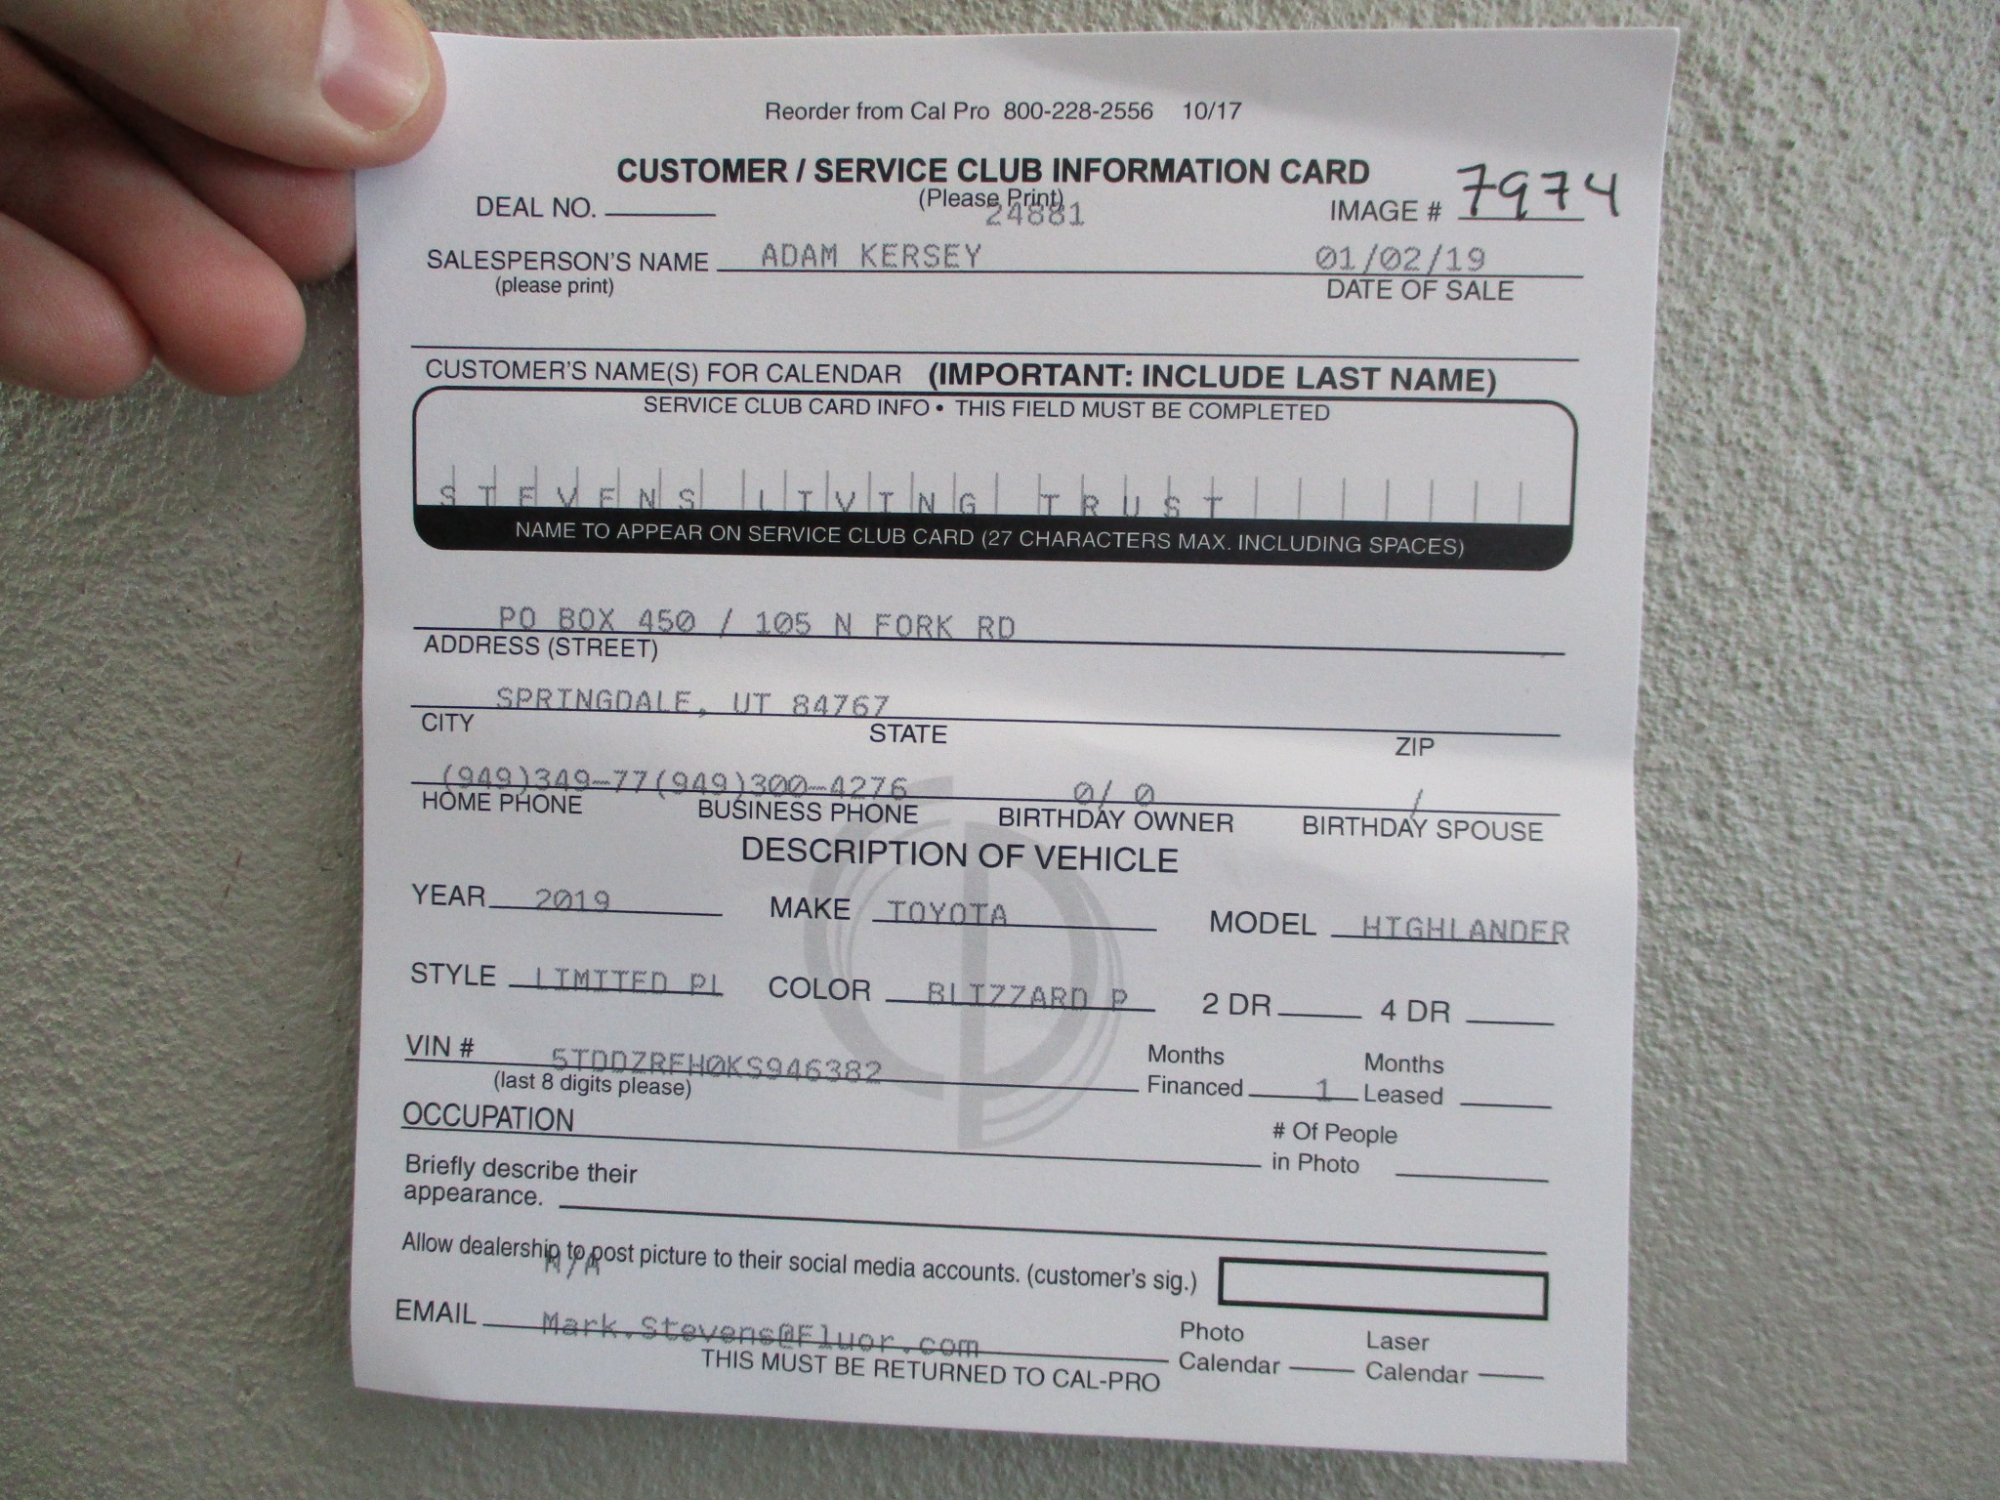 Reorder from Cal Pro 800-228-2556 10/17
CUSTOMER / SERVICE CLUB INFORMATION CARD
(Please Print)
DEAL NO. 24881 IMAGE # 7974
SALESPERSON'S NAME ADAM KERSEY 01/02/19
(please print) DATE OF SALE
CUSTOMER'S NAME(S) FOR CALENDAR (IMPORTANT: INCLUDE LAST NAME)
SERVICE CLUB CARD INFO • THIS FIELD MUST BE COMPLETED
STEVENS LIVING TRUST
NAME TO APPEAR ON SERVICE CLUB CARD (27 CHARACTERS MAX. INCLUDING SPACES)
PO BOX 450 / 105 N FORK RD
ADDRESS (STREET)
SPRINGDALE, UT 84767
CITY STATE ZIP
(949)349-77(949)300-4276 0/ 0 /
HOME PHONE BUSINESS PHONE BIRTHDAY OWNER BIRTHDAY SPOUSE
DESCRIPTION OF VEHICLE
YEAR 2019 MAKE TOYOTA MODEL HIGHLANDER
STYLE LIMITED PL COLOR BLIZZARD P 2 DR 4 DR
VIN # 5TDDZRFH0KS946382 Months Financed 1 Months Leased
(last 8 digits please)
OCCUPATION
# Of People in Photo
Briefly describe their
appearance.
Allow dealership to post picture to their social media accounts. (customer's sig.)
N/A
EMAIL Mark.Stevens@Fluor.com Photo Calendar Laser Calendar
THIS MUST BE RETURNED TO CAL-PRO